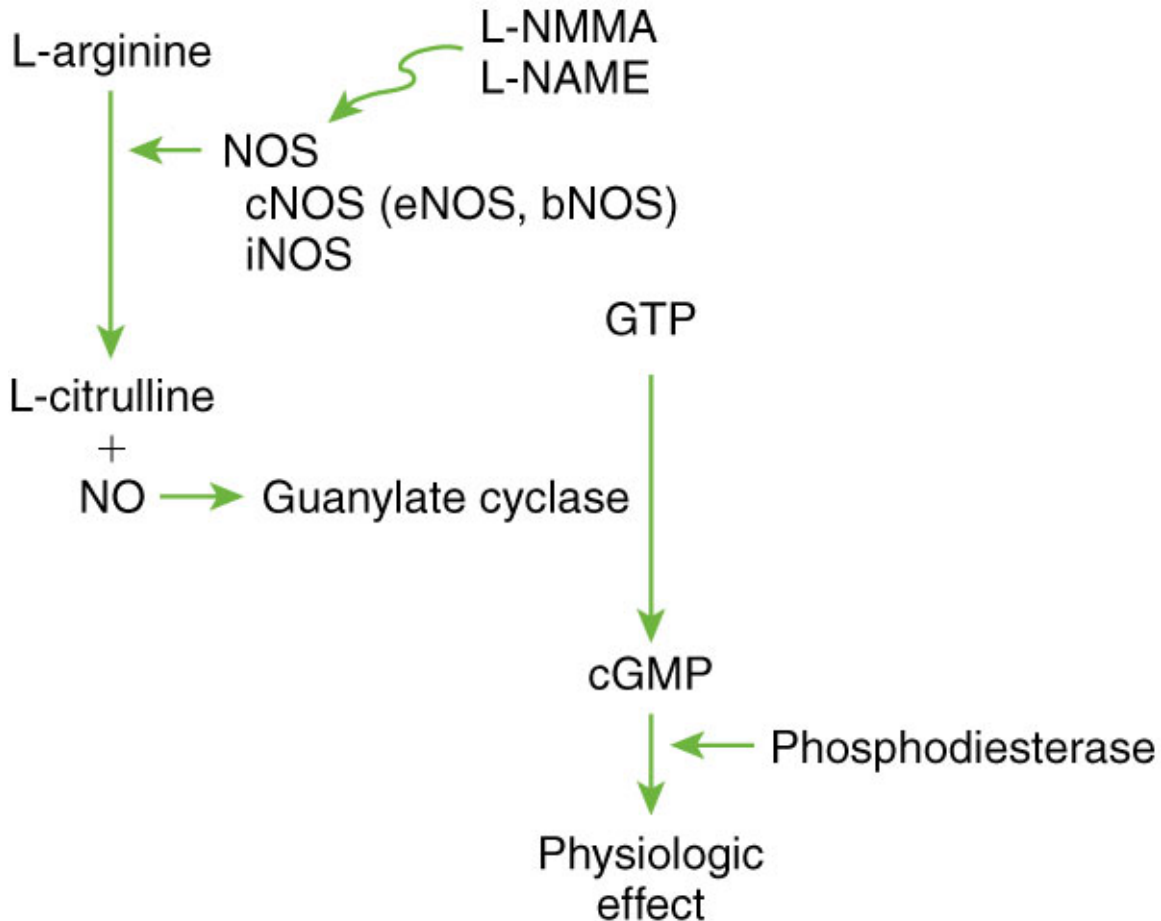 L-arginine
L-NMMA
L-NAME
NOS
cNOS (eNOS, bNOS)
iNOS
GTP
L-citrulline
+
NO
Guanylate cyclase
cGMP
Phosphodiesterase
Physiologic
effect